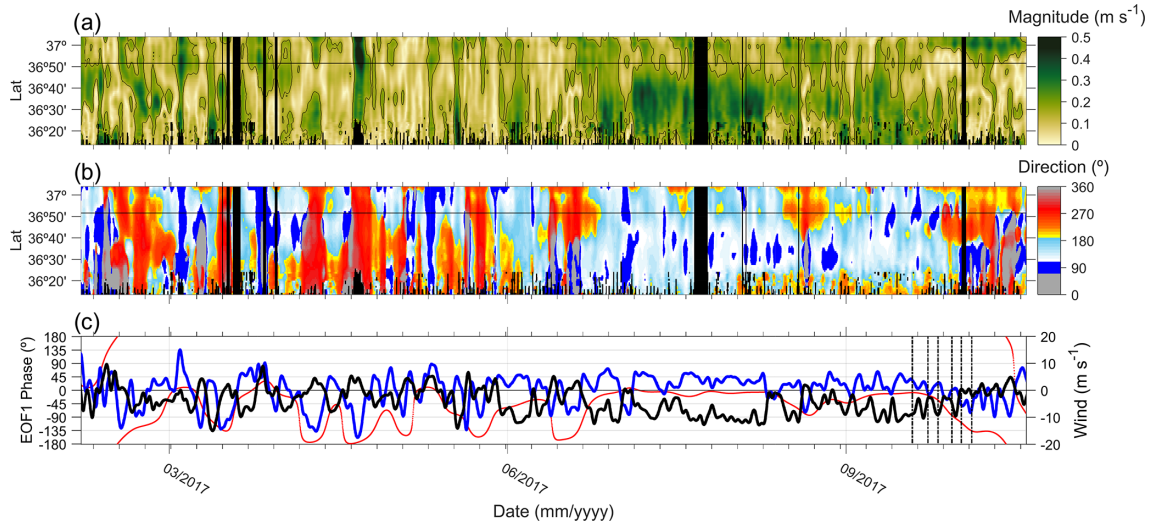 (a)
Magnitude (m s⁻¹)
37º
36º50'
36º40'
36º30'
36º20'
Lat
0.5
0.4
0.3
0.2
0.1
0
(b)
Direction (º)
37º
36º50'
36º40'
36º30'
36º20'
Lat
360
270
180
90
0
(c)
180
135
90
45
0
-45
-90
-135
-180
EOF1 Phase (º)
20
10
0
-10
-20
Wind (m s⁻¹)
03/2017
06/2017
09/2017
Date (mm/yyyy)